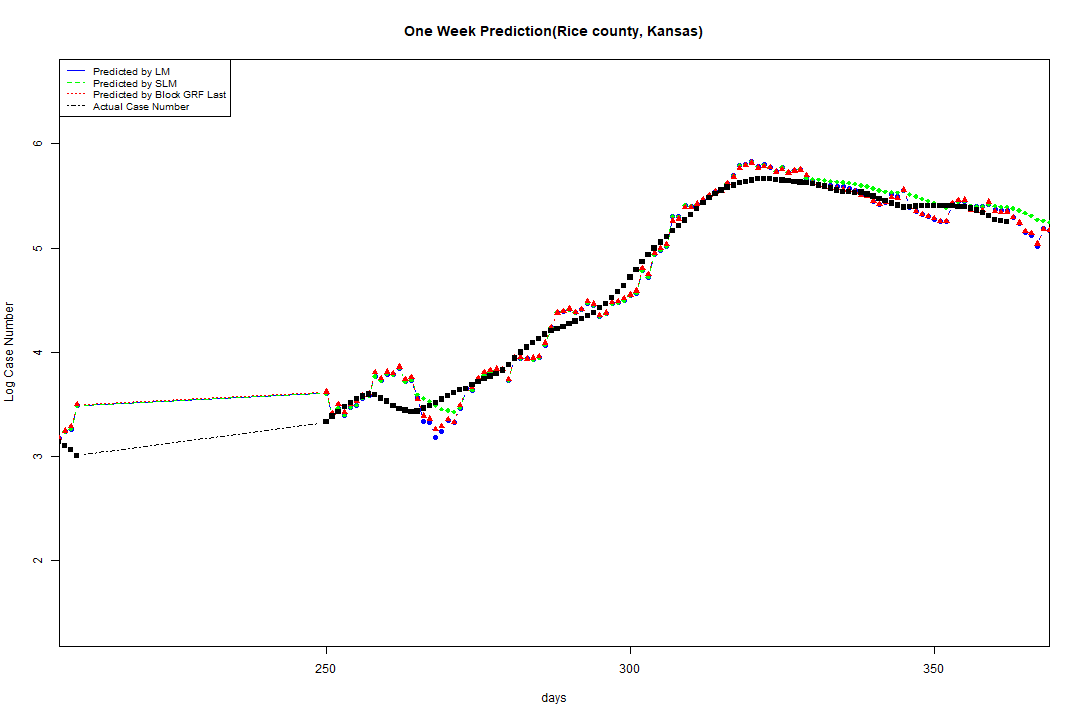 One Week Prediction(Rice county, Kansas)
Predicted by LM
Predicted by SLM
Predicted by Block GRF Last
Actual Case Number
6
5
4
3
2
Log Case Number
250 300 350
days